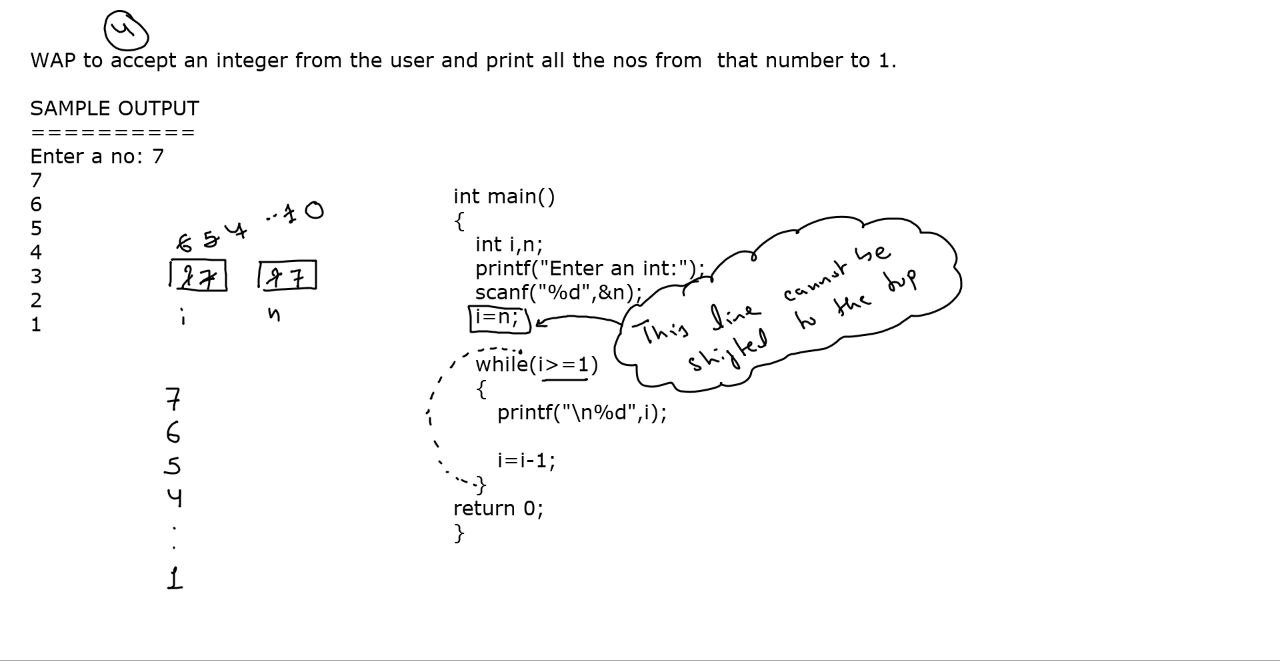 4
WAP to accept an integer from the user and print all the nos from  that number to 1.
SAMPLE OUTPUT
==========
Enter a no: 7
7
6
5
4
3
2
1
6 5 4 ..1 0
7 7
i n
7
6
5
4
.
.
1
int main()
{
int i,n;
printf("Enter an int:");
scanf("%d",&n);
i=n;
while(i>=1)
{
printf("\n%d",i);
i=i-1;
}
return 0;
}
This line cannot be
shifted to the top